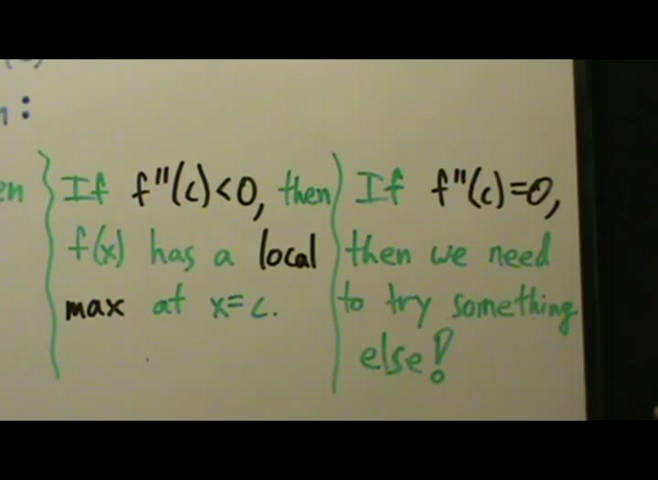 en
If f"(c)<0, then
f(x) has a local
max at x=c.
If f"(c)=0,
then we need
to try something
else!